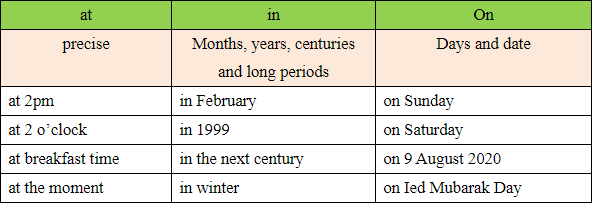 at in On
precise Months, years, centuries Days and date
and long periods
at 2pm in February on Sunday
at 2 o’clock in 1999 on Saturday
at breakfast time in the next century on 9 August 2020
at the moment in winter on Ied Mubarak Day